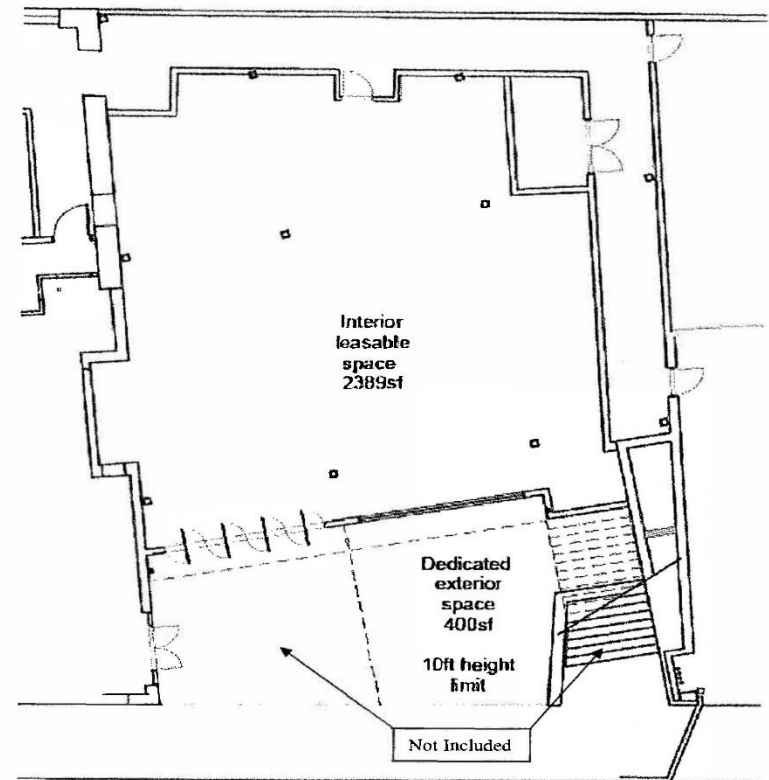 Interior
leasable
space
2389sf
Dedicated
exterior
space
400sf
10ft height
limit
Not Included